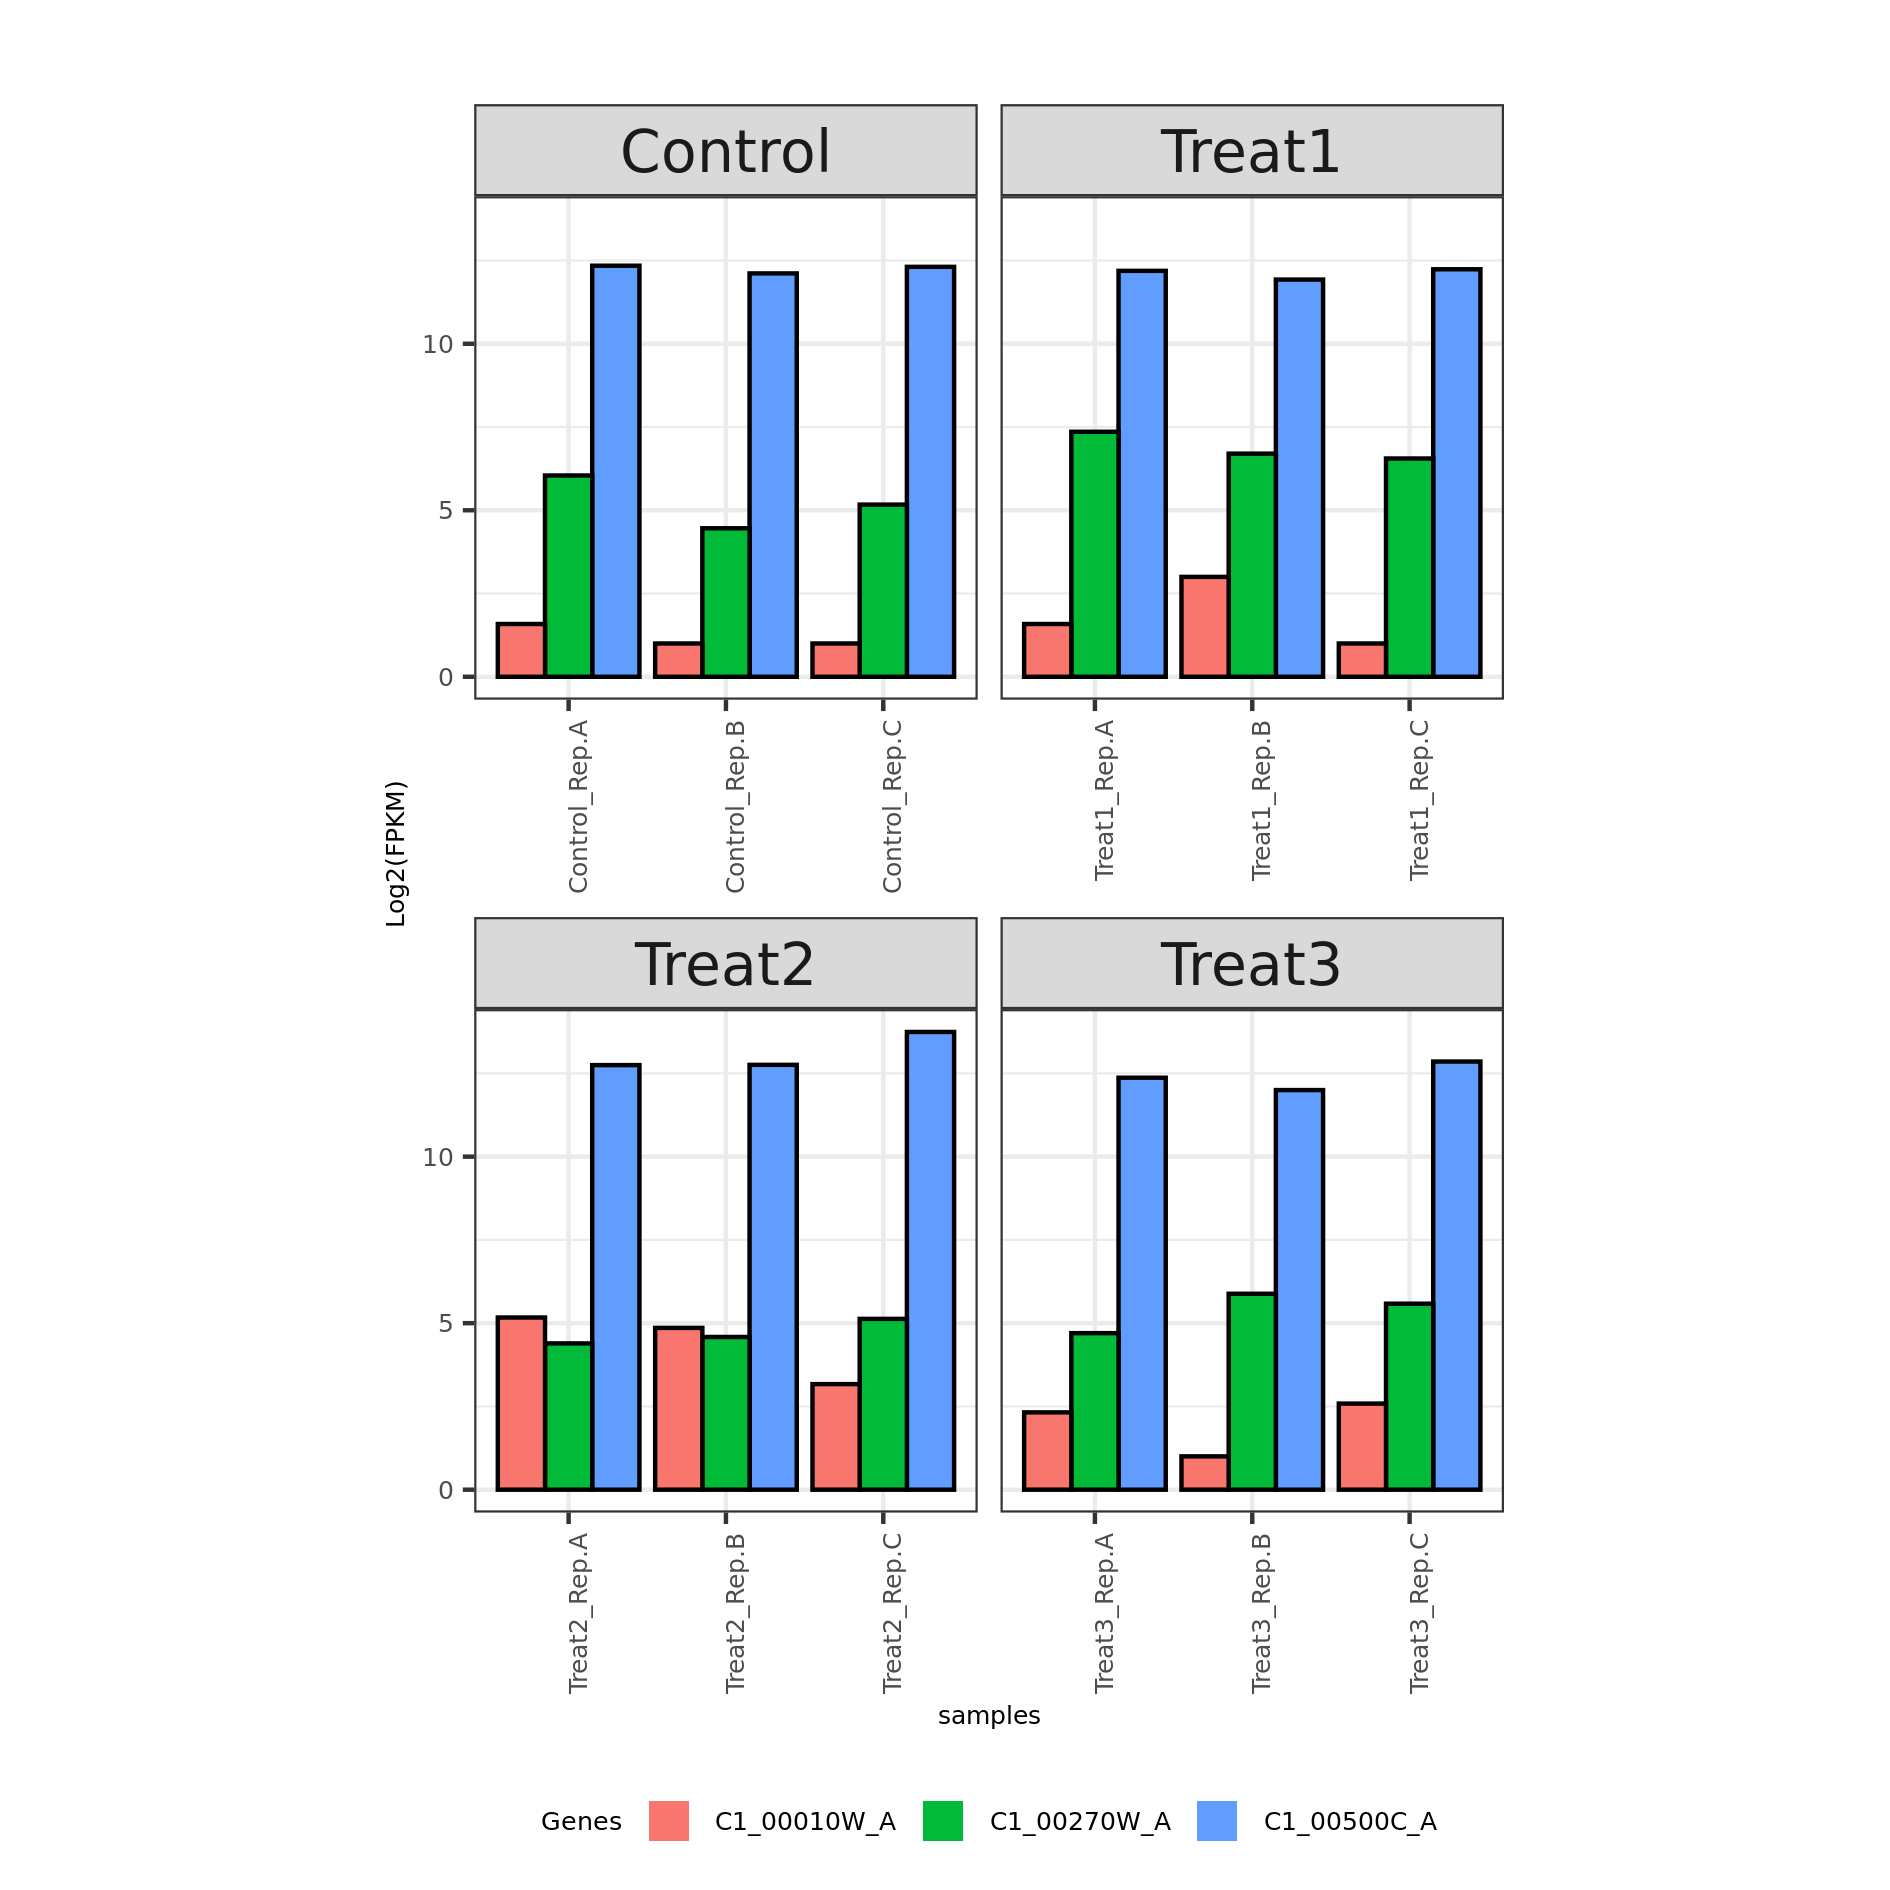 Control
Treat1
10
5
0
Control_Rep.A
Control_Rep.B
Control_Rep.C
Treat1_Rep.A
Treat1_Rep.B
Treat1_Rep.C
Log2(FPKM)
Treat2
Treat3
10
5
0
Treat2_Rep.A
Treat2_Rep.B
Treat2_Rep.C
Treat3_Rep.A
Treat3_Rep.B
Treat3_Rep.C
samples
Genes C1_00010W_A C1_00270W_A C1_00500C_A